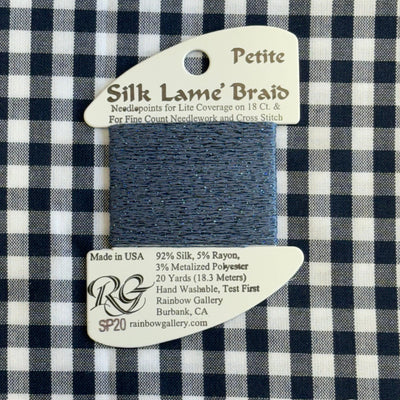 Petite
Silk Lame' Braid
Needlepoints for Lite Coverage on 18 Ct. &
For Fine Count Needlework and Cross Stitch
Made in USA
92% Silk, 5% Rayon,
3% Metalized Polyester
20 Yards (18.3 Meters)
Hand Washable, Test First
Rainbow Gallery
Burbank, CA
RG
SP20 rainbowgallery.com